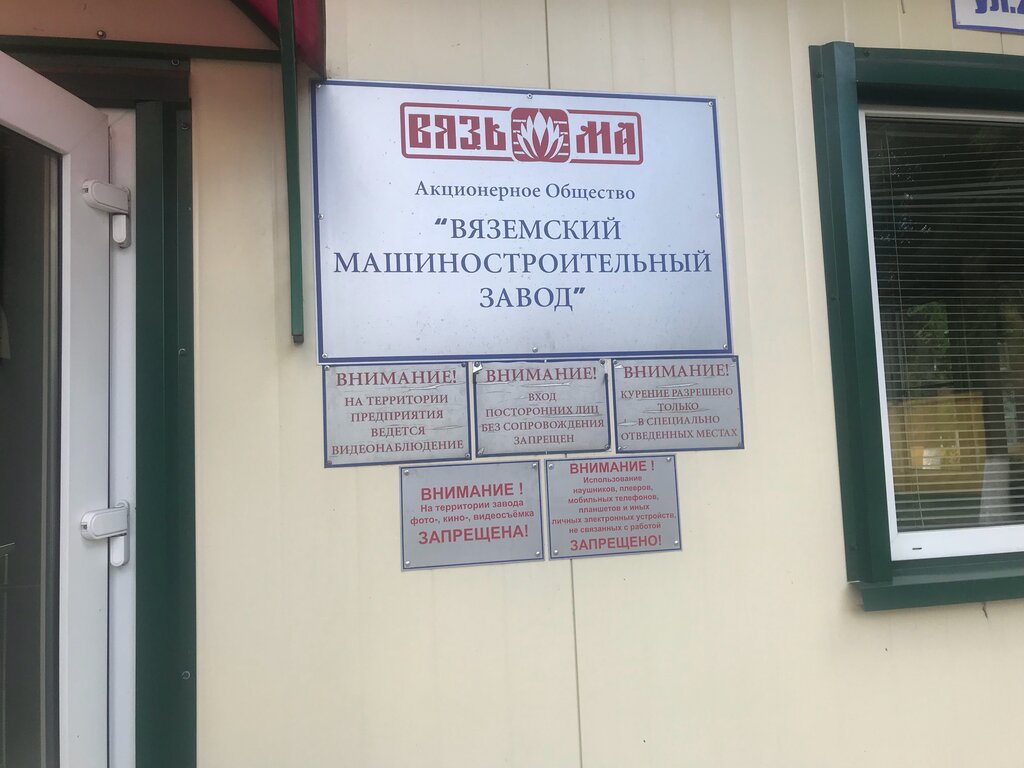 ВЯЗЬМА
Акционерное Общество
"ВЯЗЕМСКИЙ
МАШИНОСТРОИТЕЛЬНЫЙ
ЗАВОД"
ВНИМАНИЕ!
НА ТЕРРИТОРИИ
ПРЕДПРИЯТИЯ
ВЕДЕТСЯ
ВИДЕОНАБЛЮДЕНИЕ
ВНИМАНИЕ!
ВХОД
ПОСТОРОННИХ ЛИЦ
БЕЗ СОПРОВОЖДЕНИЯ
ЗАПРЕЩЕН
ВНИМАНИЕ!
КУРЕНИЕ РАЗРЕШЕНО
ТОЛЬКО
В СПЕЦИАЛЬНО
ОТВЕДЕННЫХ МЕСТАХ
ВНИМАНИЕ !
На территории завода
фото-, кино-, видеосъёмка
ЗАПРЕЩЕНА!
ВНИМАНИЕ !
Использование
наушников, плееров,
мобильных телефонов,
планшетов и иных
личных электронных устройств,
не связанных с работой
ЗАПРЕЩЕНО!
ул.